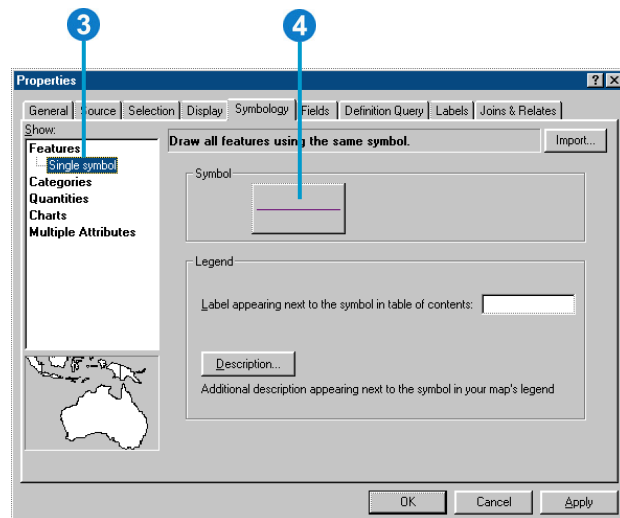 3 4
Properties ? X
General Source Selection Display Symbology Fields Definition Query Labels Joins & Relates
Show:
Features
Single symbol
Categories
Quantities
Charts
Multiple Attributes
Draw all features using the same symbol.
Import...
Symbol
Legend
Label appearing next to the symbol in table of contents:
Description...
Additional description appearing next to the symbol in your map's legend
OK Cancel Apply